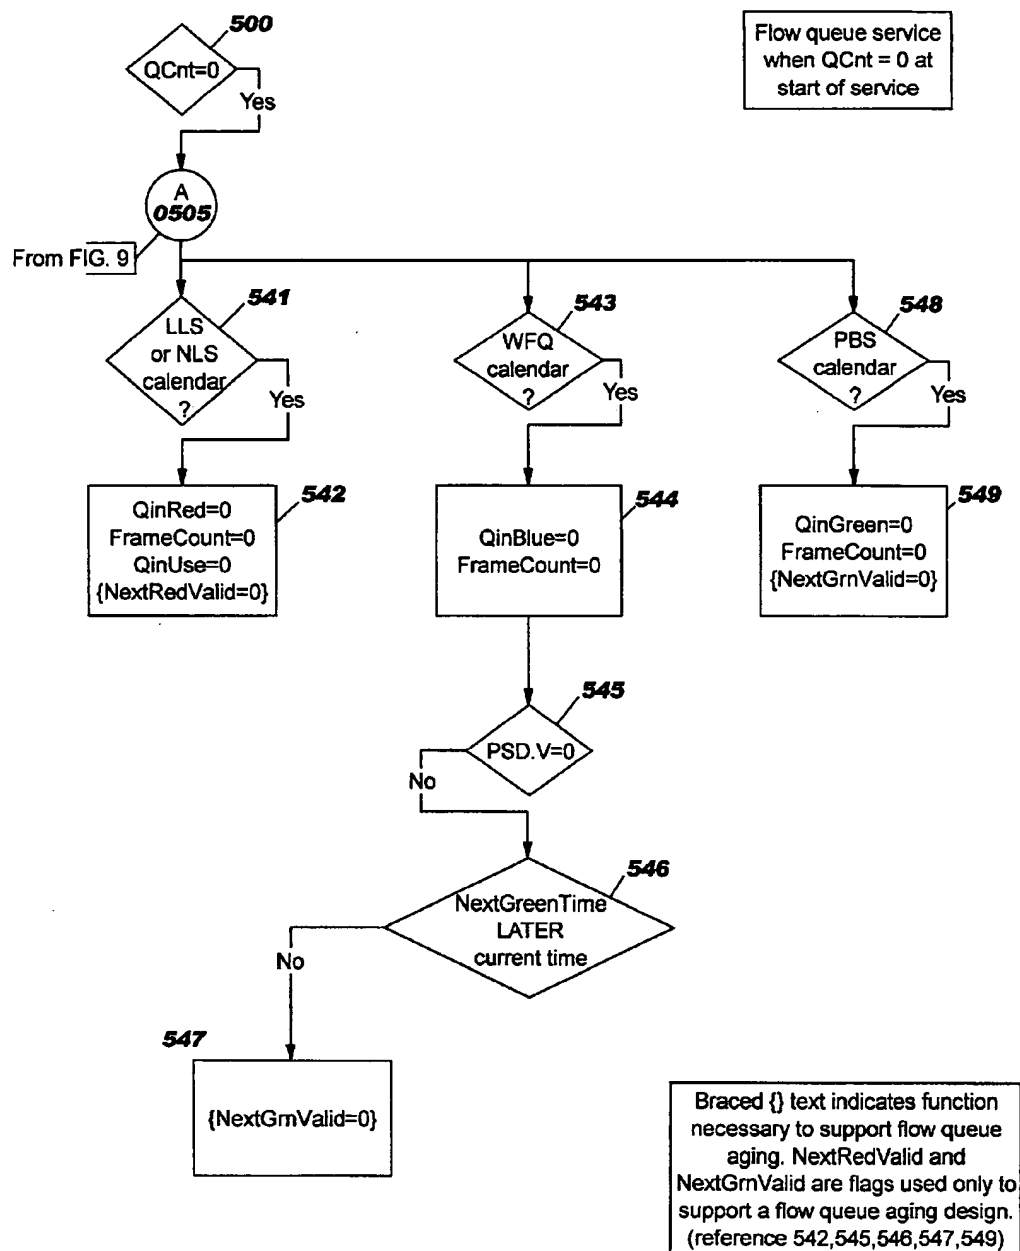 500
QCnt=0
Yes
Flow queue service
when QCnt = 0 at
start of service
A
0505
From FIG. 9
541
LLS
or NLS
calendar
?
Yes
543
WFQ
calendar
?
Yes
548
PBS
calendar
?
Yes
542
QinRed=0
FrameCount=0
QinUse=0
{NextRedValid=0}
544
QinBlue=0
FrameCount=0
549
QinGreen=0
FrameCount=0
{NextGrnValid=0}
545
PSD.V=0
No
546
NextGreenTime
LATER
current time
No
547
{NextGrnValid=0}
Braced {} text indicates function
necessary to support flow queue
aging. NextRedValid and
NextGrnValid are flags used only to
support a flow queue aging design.
(reference 542,545,546,547,549)